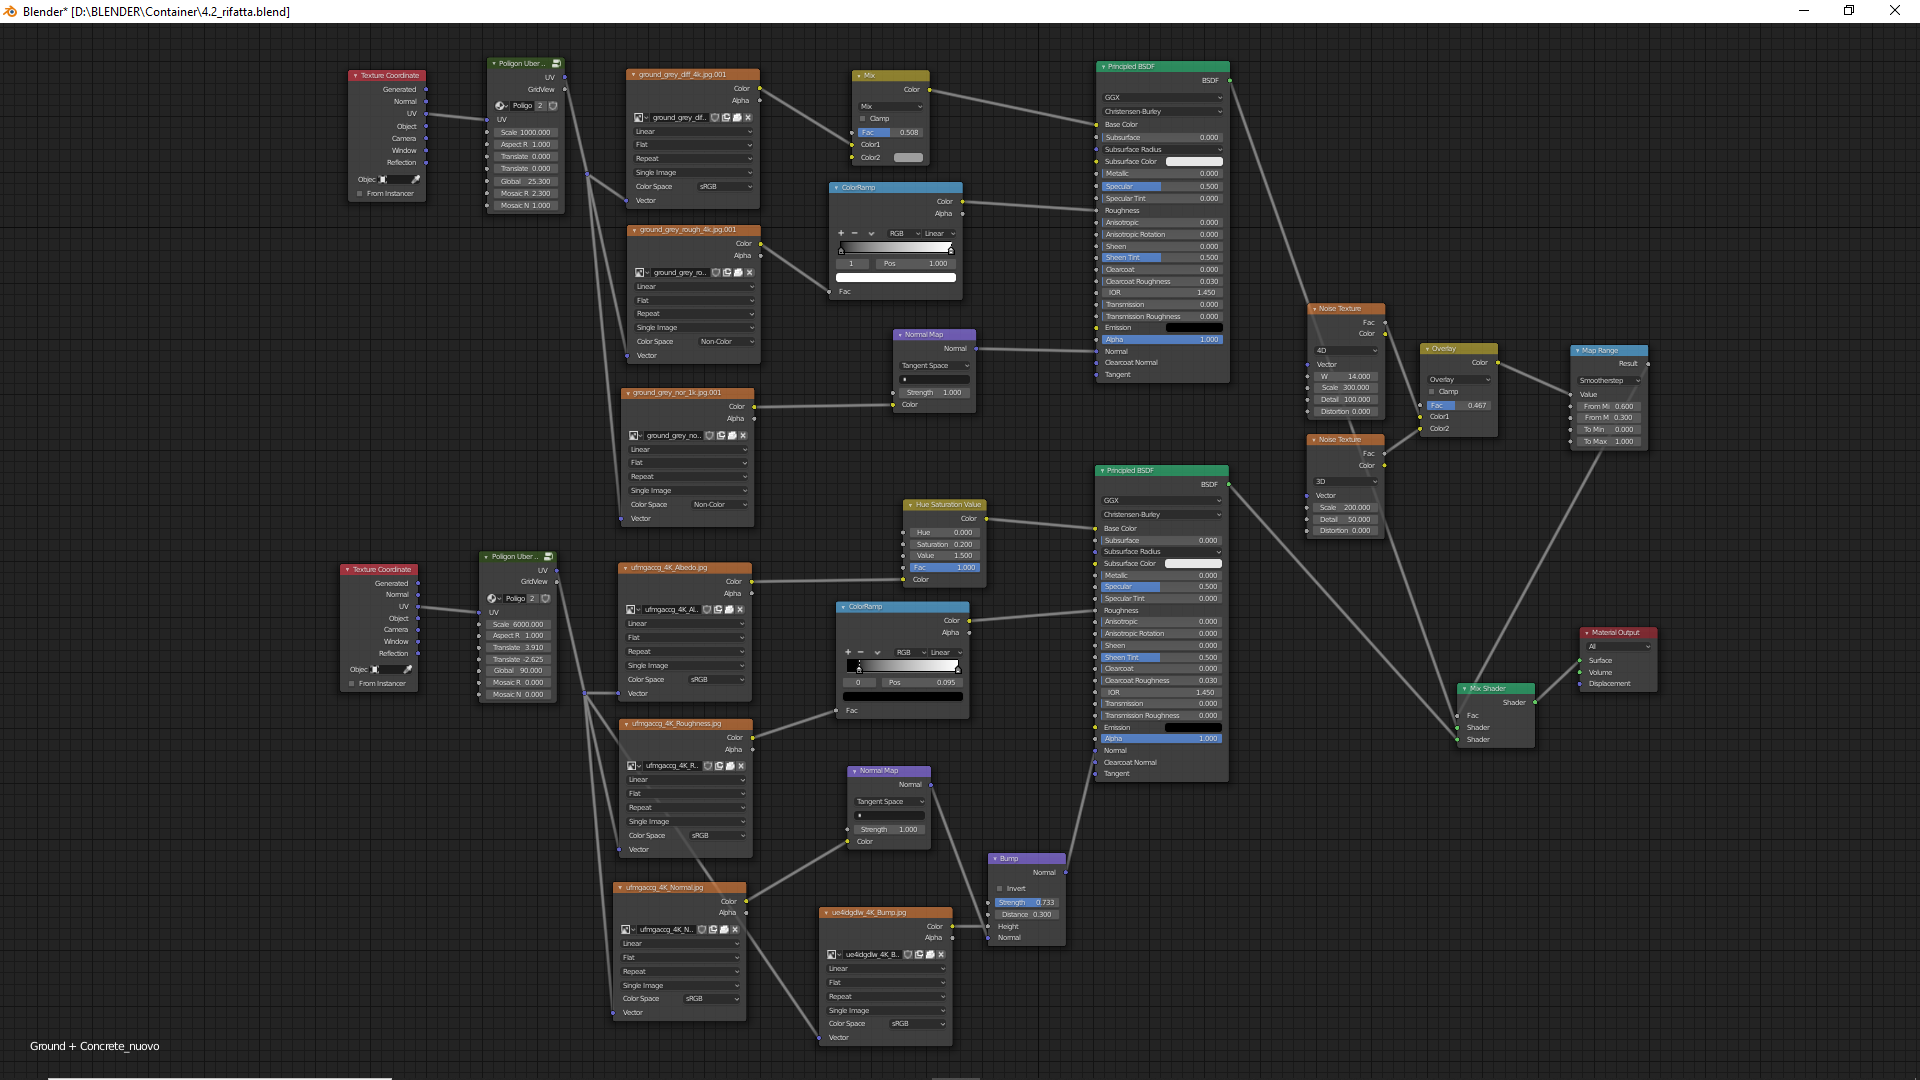 Blender* [D:\BLENDER\Container\4.2_rifatta.blend]
Texture Coordinate
Generated
Normal
UV
Object
Camera
Window
Reflection
Objec
From Instancer
Poligon Uber ..
UV
GridView
Poligo 2
UV
Scale 1000.000
Aspect R 1.000
Translate 0.000
Translate 0.000
Global 25.300
Mosaic R 2.300
Mosaic N 1.000
ground_grey_diff_4k.jpg.001
Color
Alpha
ground_grey_dif..
Linear
Flat
Repeat
Single Image
Color Space sRGB
Vector
ground_grey_rough_4k.jpg.001
Color
Alpha
ground_grey_ro..
Linear
Flat
Repeat
Single Image
Color Space Non-Color
Vector
ground_grey_nor_1k.jpg.001
Color
Alpha
ground_grey_no..
Linear
Flat
Repeat
Single Image
Color Space Non-Color
Vector
Mix
Color
Mix
Clamp
Fac 0.508
Color1
Color2
ColorRamp
Color
Alpha
RGB Linear
1 Pos 1.000
Fac
Normal Map
Normal
Tangent Space
Strength 1.000
Color
Principled BSDF
BSDF
GGX
Christensen-Burley
Base Color
Subsurface 0.000
Subsurface Radius
Subsurface Color
Metallic 0.000
Specular 0.500
Specular Tint 0.000
Roughness
Anisotropic 0.000
Anisotropic Rotation 0.000
Sheen 0.000
Sheen Tint 0.500
Clearcoat 0.000
Clearcoat Roughness 0.030
IOR 1.450
Transmission 0.000
Transmission Roughness 0.000
Emission
Alpha 1.000
Normal
Clearcoat Normal
Tangent
Noise Texture
Fac
Color
4D
Vector
W 14.000
Scale 300.000
Detail 100.000
Distortion 0.000
Noise Texture
Fac
Color
3D
Vector
Scale 200.000
Detail 50.000
Distortion 0.000
Overlay
Color
Overlay
Clamp
Fac 0.467
Color1
Color2
Map Range
Result
Smootherstep
Value
From Mi 0.600
From M 0.300
To Min 0.000
To Max 1.000
Texture Coordinate
Generated
Normal
UV
Object
Camera
Window
Reflection
Objec
From Instancer
Poligon Uber ..
UV
GridView
Poligo 2
UV
Scale 6000.000
Aspect R 1.000
Translate 3.910
Translate -2.625
Global 90.000
Mosaic R 0.000
Mosaic N 0.000
ufmgaccg_4K_Albedo.jpg
Color
Alpha
ufmgaccg_4K_Al..
Linear
Flat
Repeat
Single Image
Color Space sRGB
Vector
ufmgaccg_4K_Roughness.jpg
Color
Alpha
ufmgaccg_4K_R..
Linear
Flat
Repeat
Single Image
Color Space sRGB
Vector
ufmgaccg_4K_Normal.jpg
Color
Alpha
ufmgaccg_4K_N..
Linear
Flat
Repeat
Single Image
Color Space sRGB
Vector
Hue Saturation Value
Color
Hue 0.000
Saturation 0.200
Value 1.500
Fac 1.000
Color
ColorRamp
Color
Alpha
RGB Linear
0 Pos 0.095
Fac
Normal Map
Normal
Tangent Space
Strength 1.000
Color
ue4idgdlw_4K_Bump.jpg
Color
Alpha
ue4idgdlw_4K_B..
Linear
Flat
Repeat
Single Image
Color Space sRGB
Vector
Bump
Normal
Invert
Strength 0.733
Distance 0.300
Height
Normal
Principled BSDF
BSDF
GGX
Christensen-Burley
Base Color
Subsurface 0.000
Subsurface Radius
Subsurface Color
Metallic 0.000
Specular 0.500
Specular Tint 0.000
Roughness
Anisotropic 0.000
Anisotropic Rotation 0.000
Sheen 0.000
Sheen Tint 0.500
Clearcoat 0.000
Clearcoat Roughness 0.030
IOR 1.450
Transmission 0.000
Transmission Roughness 0.000
Emission
Alpha 1.000
Normal
Clearcoat Normal
Tangent
Mix Shader
Shader
Fac
Shader
Shader
Material Output
All
Surface
Volume
Displacement
Ground + Concrete_nuovo